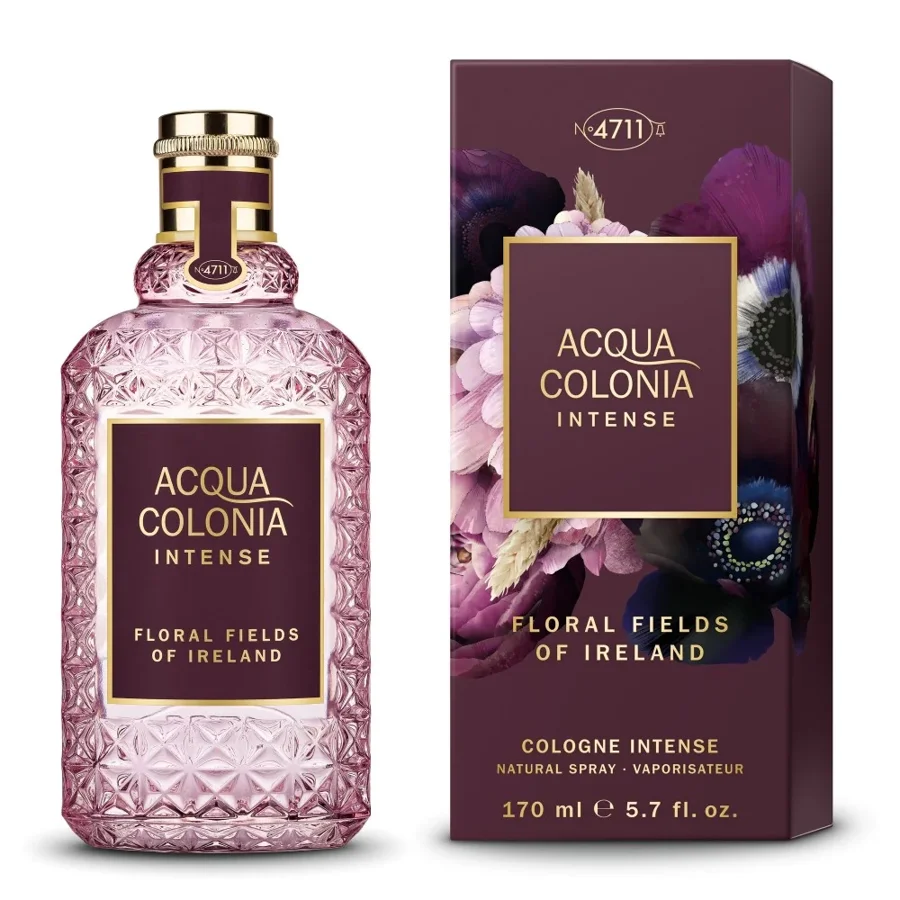 Nº4711
ACQUA
COLONIA
INTENSE
FLORAL FIELDS
OF IRELAND
Nº4711
ACQUA
COLONIA
INTENSE
FLORAL FIELDS
OF IRELAND
COLOGNE INTENSE
NATURAL SPRAY · VAPORISATEUR
170 ml ℮ 5.7 fl. oz.